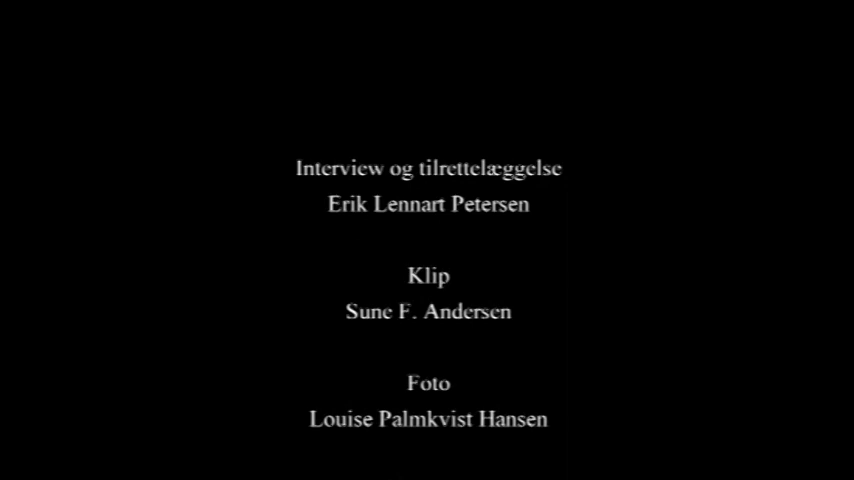 Interview og tilrettelæggelse
Erik Lennart Petersen
Klip
Sune F. Andersen
Foto
Louise Palmkvist Hansen